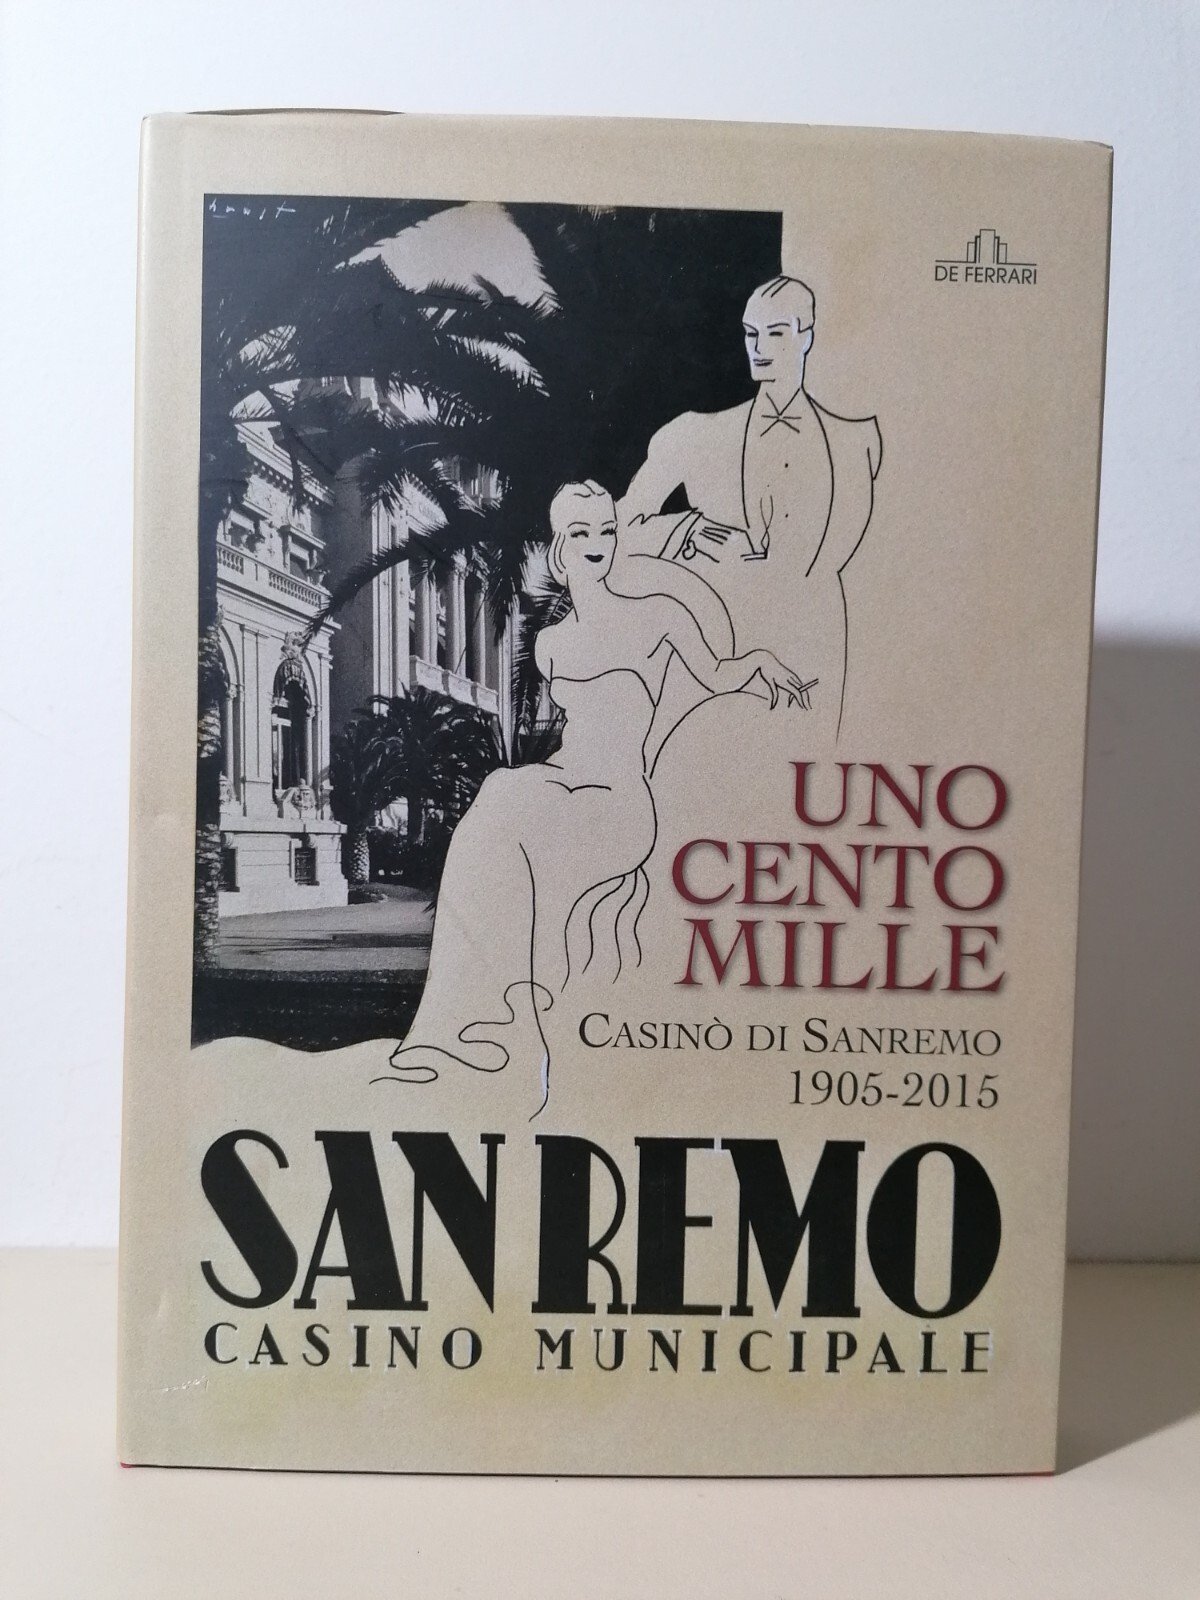 DE FERRARI
UNO
CENTO
MILLE
CASINÒ DI SANREMO
1905-2015
SAN REMO
CASINO MUNICIPALE